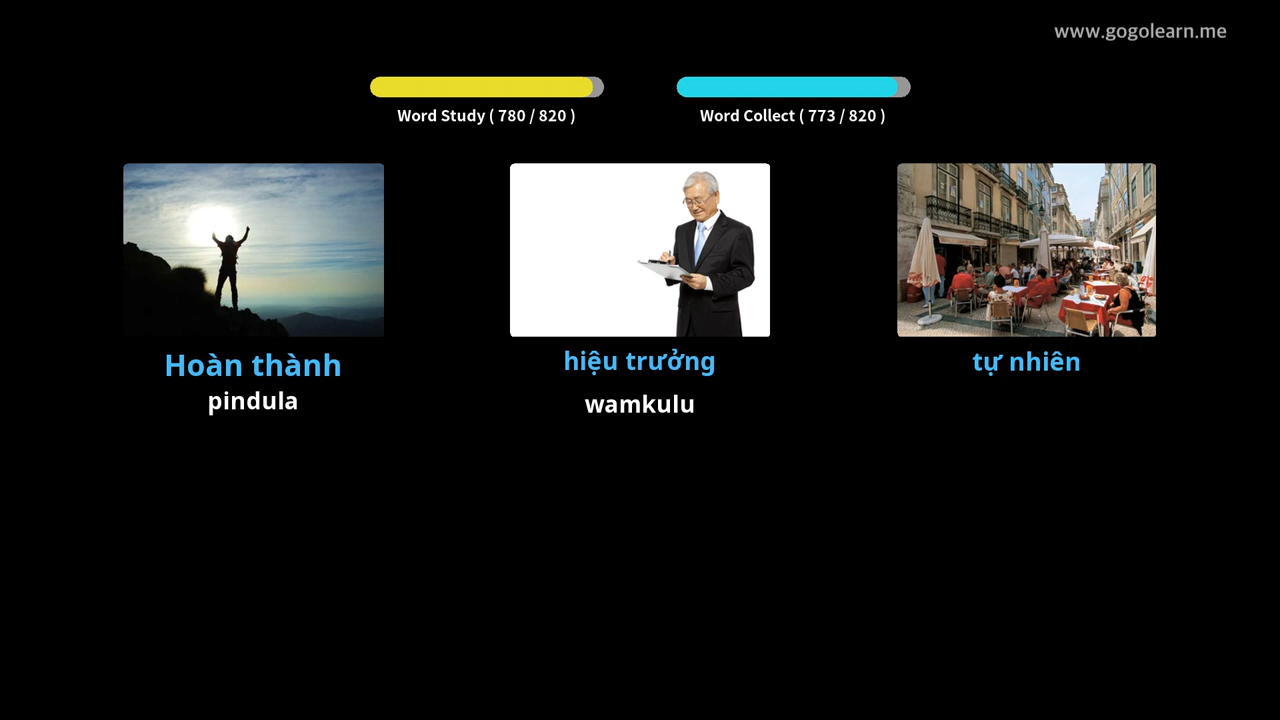 www.gogolearn.me
Word Study ( 780 / 820 )
Word Collect ( 773 / 820 )
Hoàn thành
pindula
hiệu trưởng
wamkulu
tự nhiên